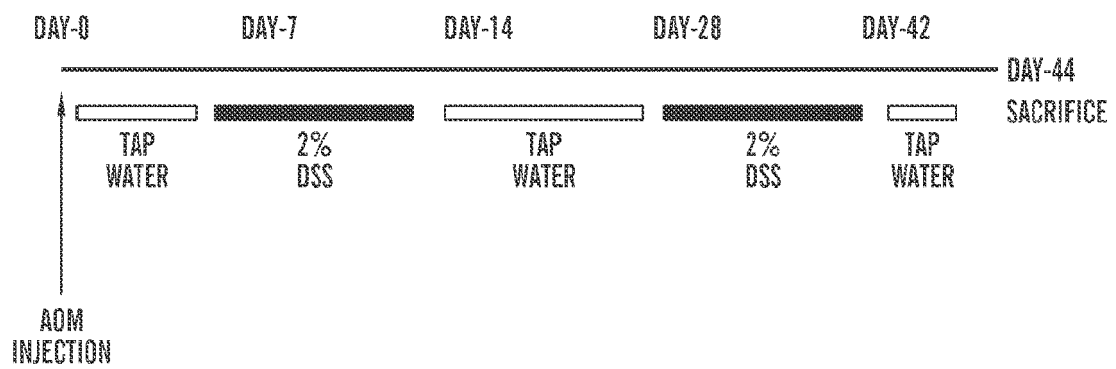 DAY-0 DAY-7 DAY-14 DAY-28 DAY-42
DAY-44
SACRIFICE
TAP
WATER
2%
DSS
TAP
WATER
2%
DSS
TAP
WATER
AOM
INJECTION